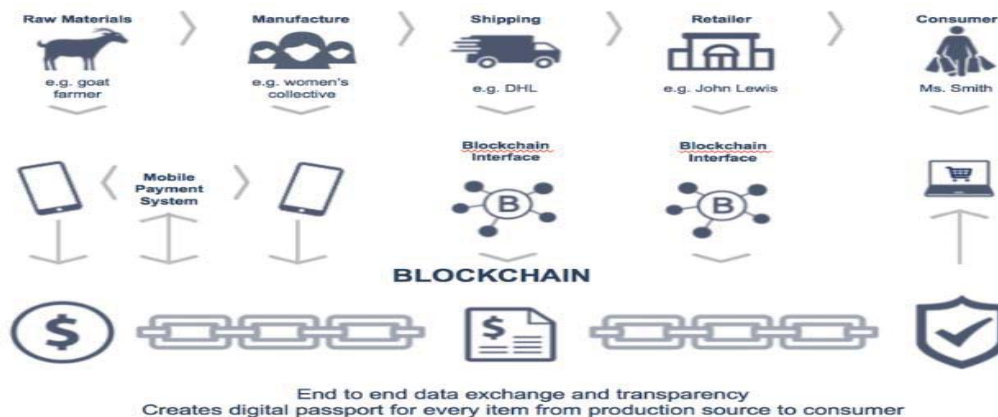 Raw Materials
Manufacture
Shipping
Retailer
Consumer
e.g. goat
farmer
e.g. women's
collective
e.g. DHL
e.g. John Lewis
Ms. Smith
Mobile
Payment
System
Blockchain
Interface
B
Blockchain
Interface
B
BLOCKCHAIN
$
$
End to end data exchange and transparency
Creates digital passport for every item from production source to consumer